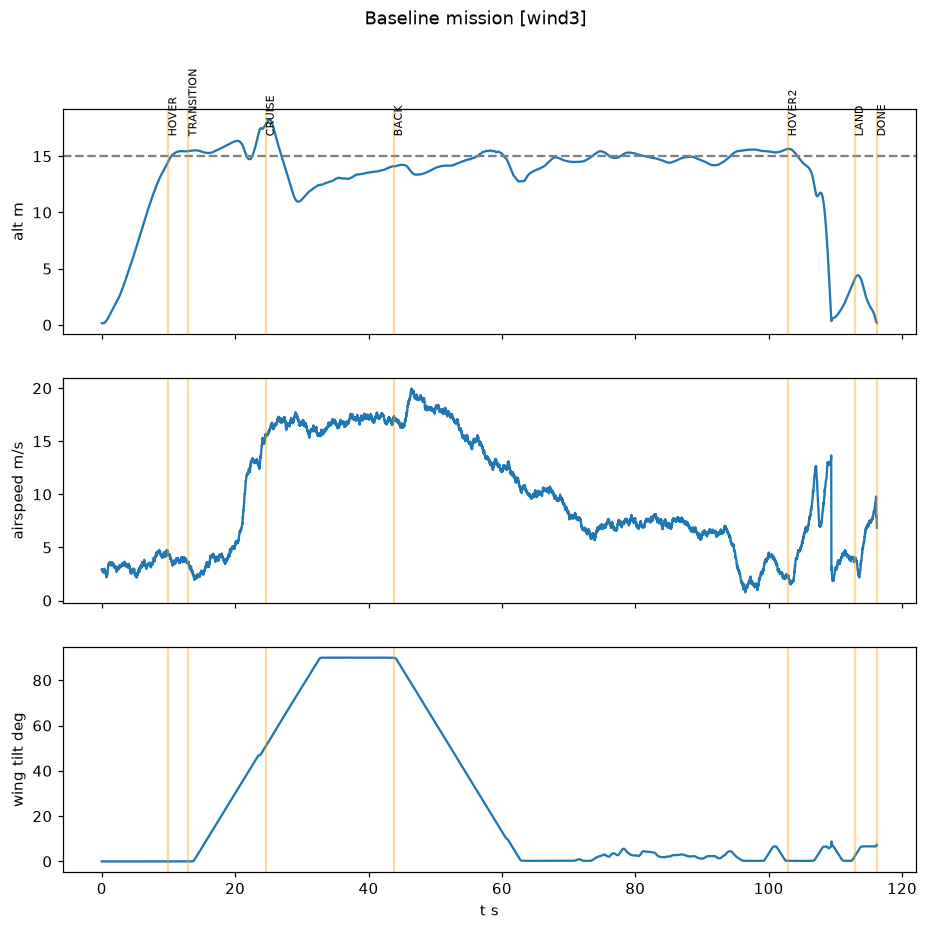 Baseline mission [wind3]
HOVER
TRANSITION
CRUISE
BACK
HOVER2
LAND
DONE
alt m
15
10
5
0
airspeed m/s
20
15
10
5
0
wing tilt deg
80
60
40
20
0
0 20 40 60 80 100 120
t s